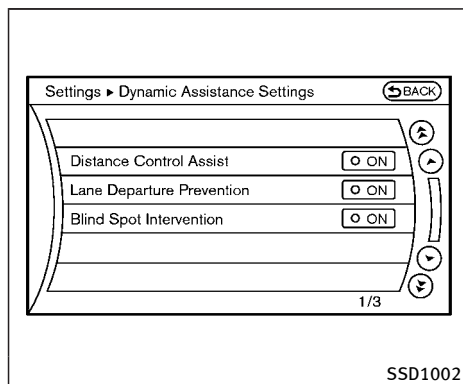 Settings ▸ Dynamic Assistance Settings BACK
Distance Control Assist ON
Lane Departure Prevention ON
Blind Spot Intervention ON
1/3
SSD1002